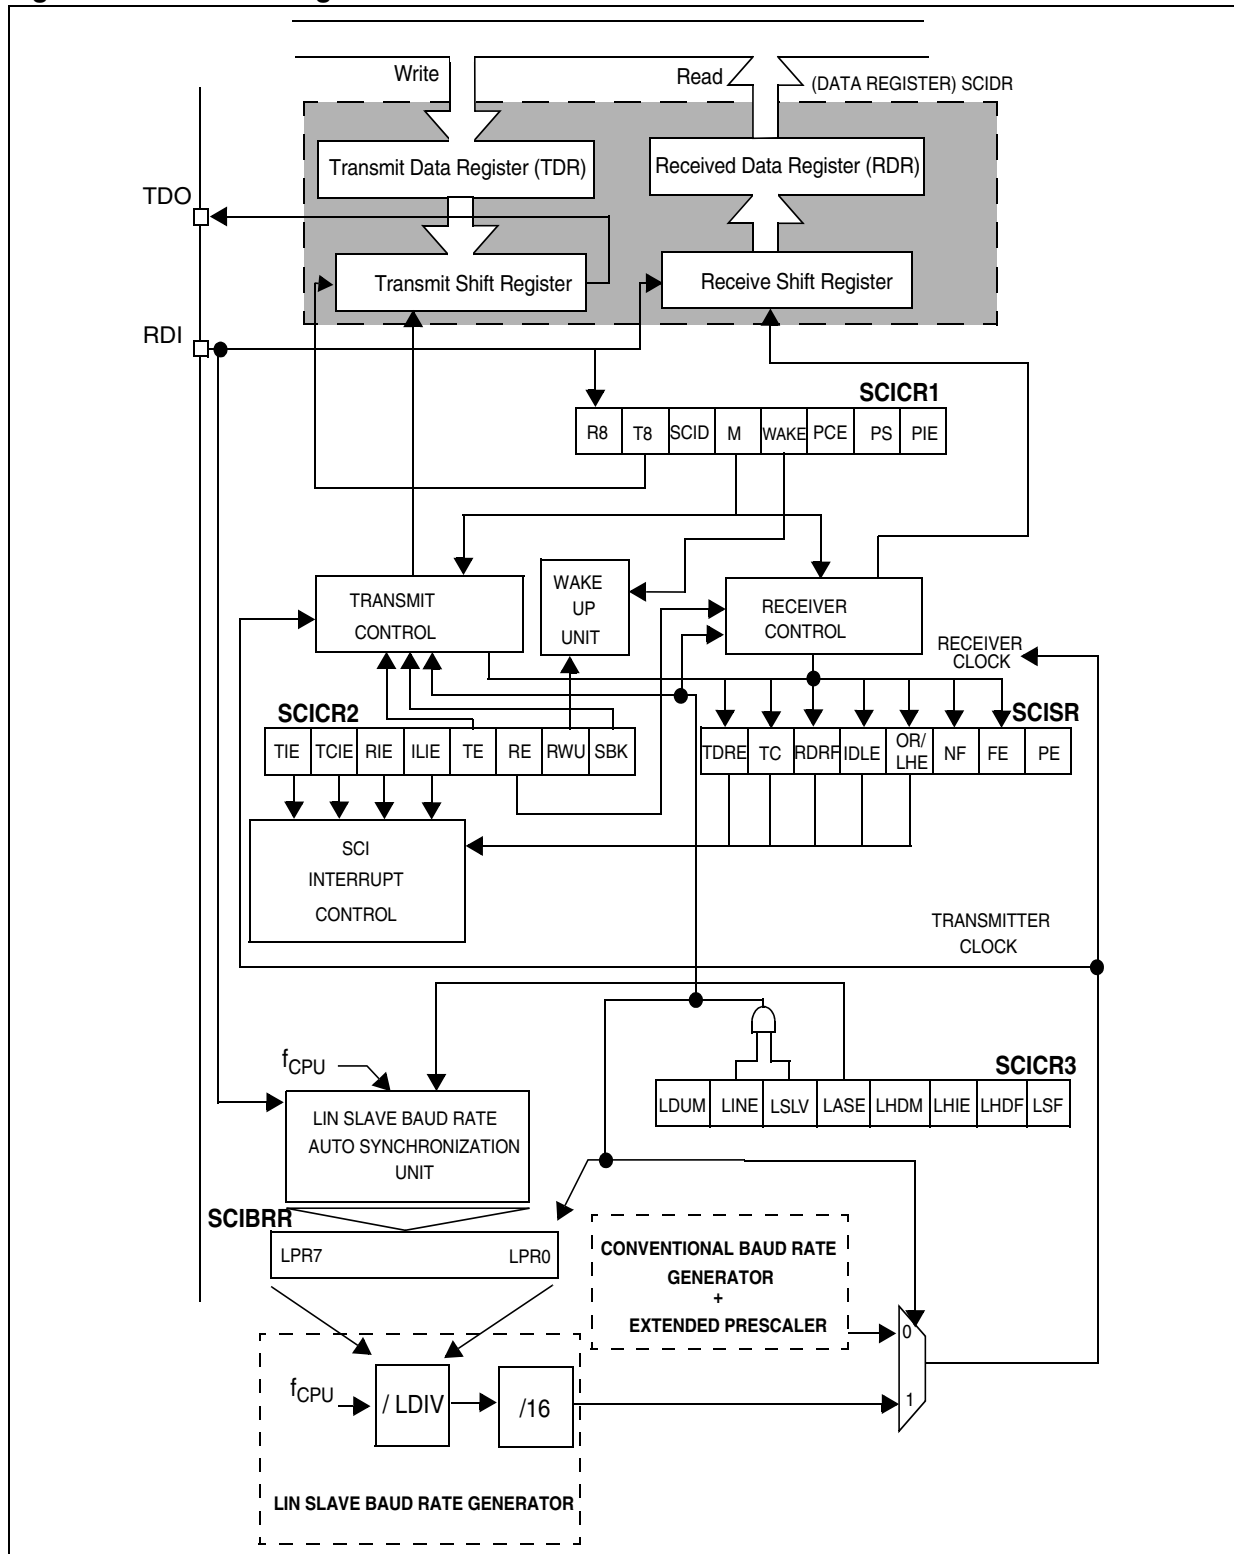 Write
Read
(DATA REGISTER) SCIDR
Transmit Data Register (TDR)
Received Data Register (RDR)
TDO
Transmit Shift Register
Receive Shift Register
RDI
SCICR1
R8 T8 SCID M WAKE PCE PS PIE
TRANSMIT
CONTROL
WAKE
UP
UNIT
RECEIVER
CONTROL
RECEIVER
CLOCK
SCICR2
TIE TCIE RIE ILIE TE RE RWU SBK
SCISR
TDRE TC RDRF IDLE OR/
LHE NF FE PE
SCI
INTERRUPT
CONTROL
TRANSMITTER
CLOCK
fCPU
SCICR3
LDUM LINE LSLV LASE LHDM LHIE LHDF LSF
LIN SLAVE BAUD RATE
AUTO SYNCHRONIZATION
UNIT
SCIBRR
LPR7 LPR0
CONVENTIONAL BAUD RATE
GENERATOR
+
EXTENDED PRESCALER
0
1
fCPU
/ LDIV
/16
LIN SLAVE BAUD RATE GENERATOR